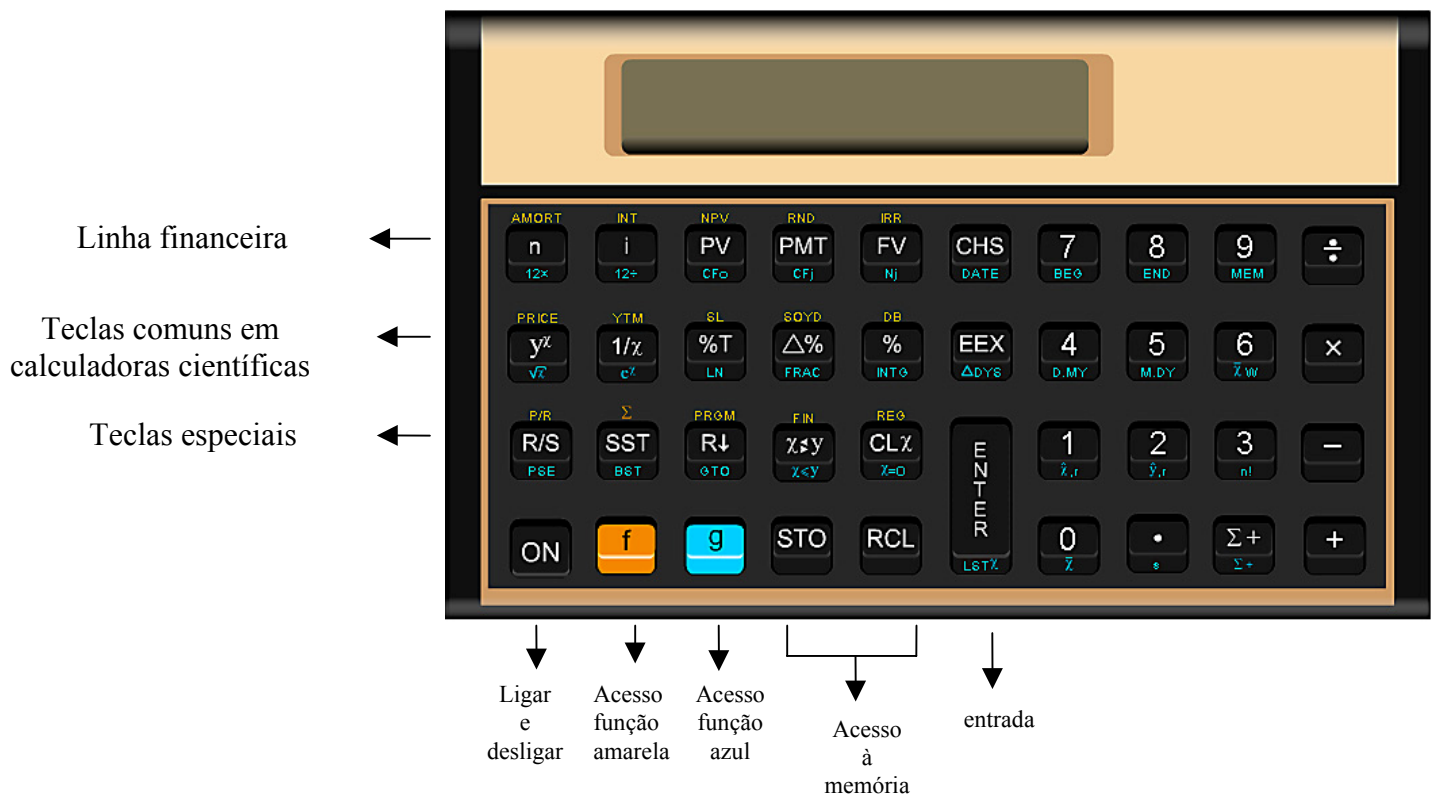 AMORT INT NPV RND IRR
Linha financeira
n i PV PMT FV CHS 7 8 9 ÷
12× 12÷ CFo CFj Nj DATE BEG END MEM
PRICE YTM SL SOYD DB
Teclas comuns em
calculadoras científicas
yˣ 1/χ %T △% % EEX 4 5 6 ×
√χ eˣ LN FRAC INTG ΔDYS D.MY M.DY x̄ w
P/R Σ PRGM FIN REG
Teclas especiais
R/S SST R↓ χ≶y CLχ ENTER 1 2 3 −
PSE BST GTO χ≤y χ=0 x̂,r ŷ,r n!
ON f g STO RCL 0 • Σ+ +
LSTχ x̄ s Σ+
Ligar
e
desligar
Acesso
função
amarela
Acesso
função
azul
Acesso
à
memória
entrada